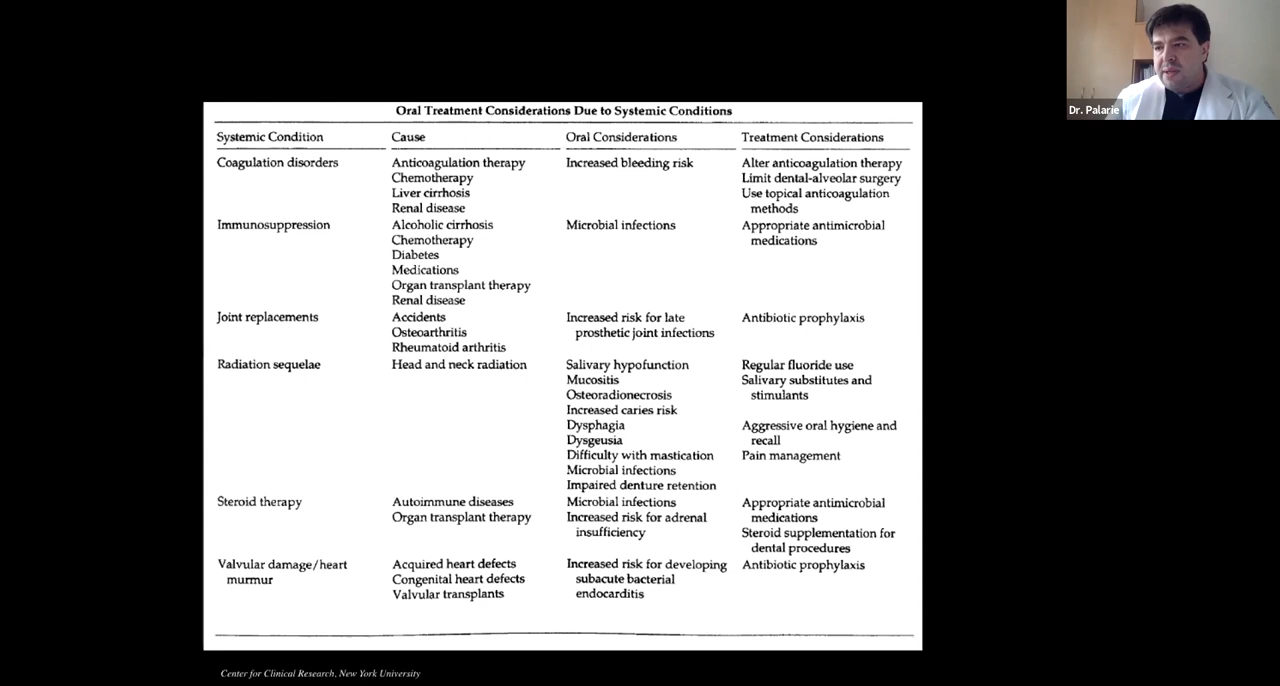 Dr. Palarie
Oral Treatment Considerations Due to Systemic Conditions
Systemic Condition Cause Oral Considerations Treatment Considerations
Coagulation disorders Anticoagulation therapy Increased bleeding risk Alter anticoagulation therapy
Chemotherapy Limit dental-alveolar surgery
Liver cirrhosis Use topical anticoagulation
Renal disease methods
Immunosuppression Alcoholic cirrhosis Microbial infections Appropriate antimicrobial
Chemotherapy medications
Diabetes
Medications
Organ transplant therapy
Renal disease
Joint replacements Accidents Increased risk for late Antibiotic prophylaxis
Osteoarthritis prosthetic joint infections
Rheumatoid arthritis
Radiation sequelae Head and neck radiation Salivary hypofunction Regular fluoride use
Mucositis Salivary substitutes and
Osteoradionecrosis stimulants
Increased caries risk
Dysphagia Aggressive oral hygiene and
Dysgeusia recall
Difficulty with mastication Pain management
Microbial infections
Impaired denture retention
Steroid therapy Autoimmune diseases Microbial infections Appropriate antimicrobial
Organ transplant therapy Increased risk for adrenal medications
insufficiency Steroid supplementation for
dental procedures
Valvular damage/heart Acquired heart defects Increased risk for developing Antibiotic prophylaxis
murmur Congenital heart defects subacute bacterial
Valvular transplants endocarditis
Center for Clinical Research, New York University